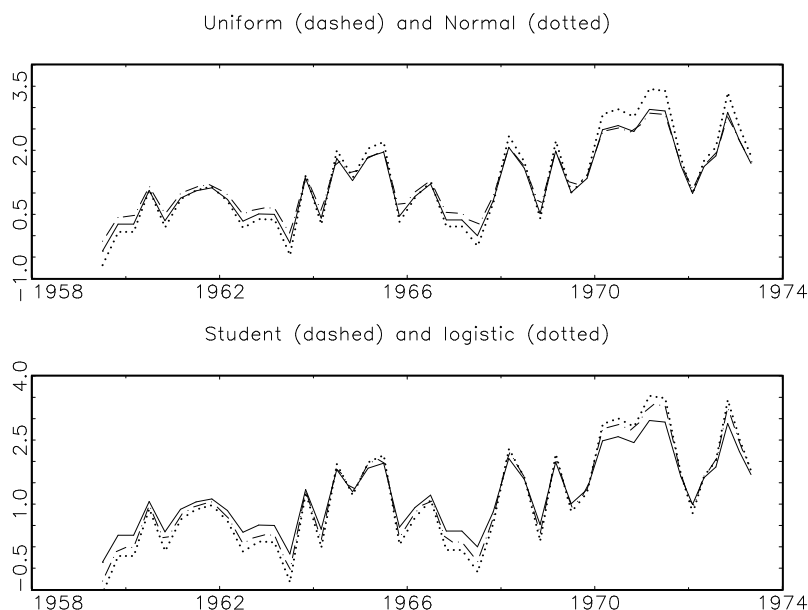 Uniform (dashed) and Normal (dotted)
3.5
2.0
0.5
-1.0
1958 1962 1966 1970 1974
Student (dashed) and logistic (dotted)
4.0
2.5
1.0
-0.5
1958 1962 1966 1970 1974